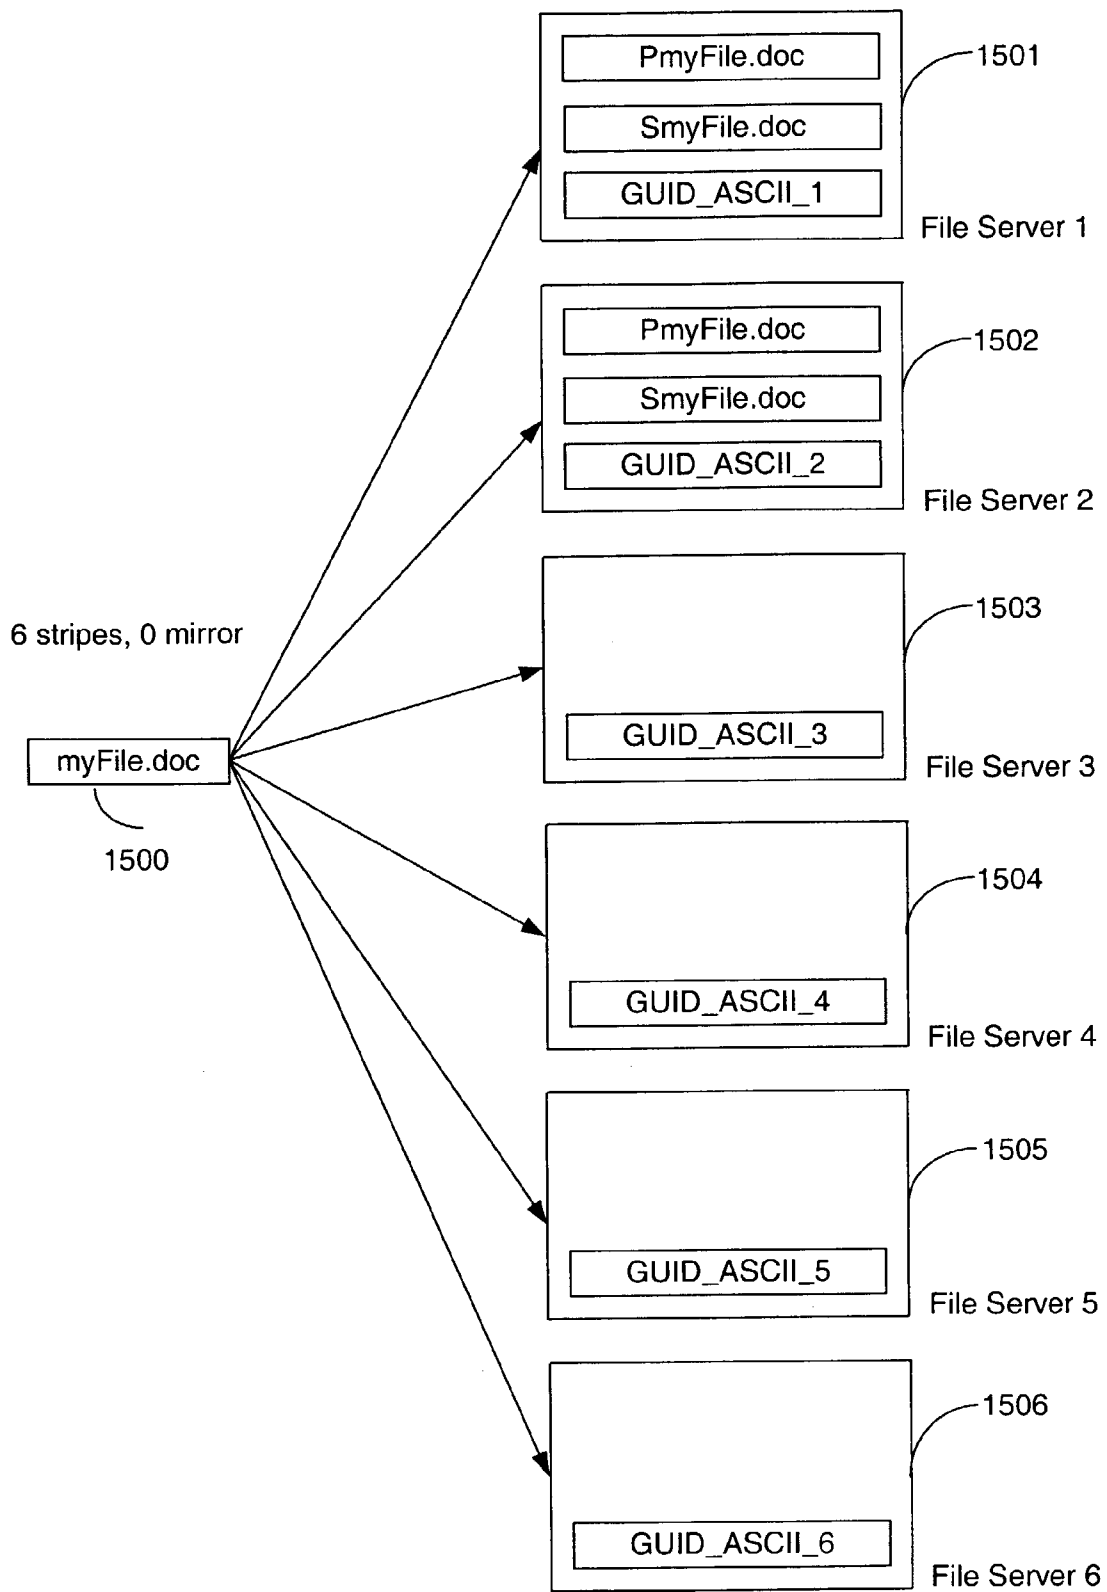 PmyFile.doc
1501
SmyFile.doc
GUID_ASCII_1
File Server 1
PmyFile.doc
1502
SmyFile.doc
GUID_ASCII_2
File Server 2
1503
6 stripes, 0 mirror
GUID_ASCII_3
myFile.doc
File Server 3
1500
1504
GUID_ASCII_4
File Server 4
1505
GUID_ASCII_5
File Server 5
1506
GUID_ASCII_6
File Server 6